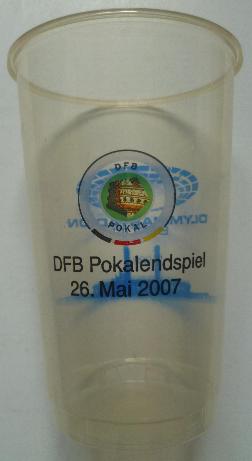 DFB
POKAL
DFB Pokalendspiel
26. Mai 2007